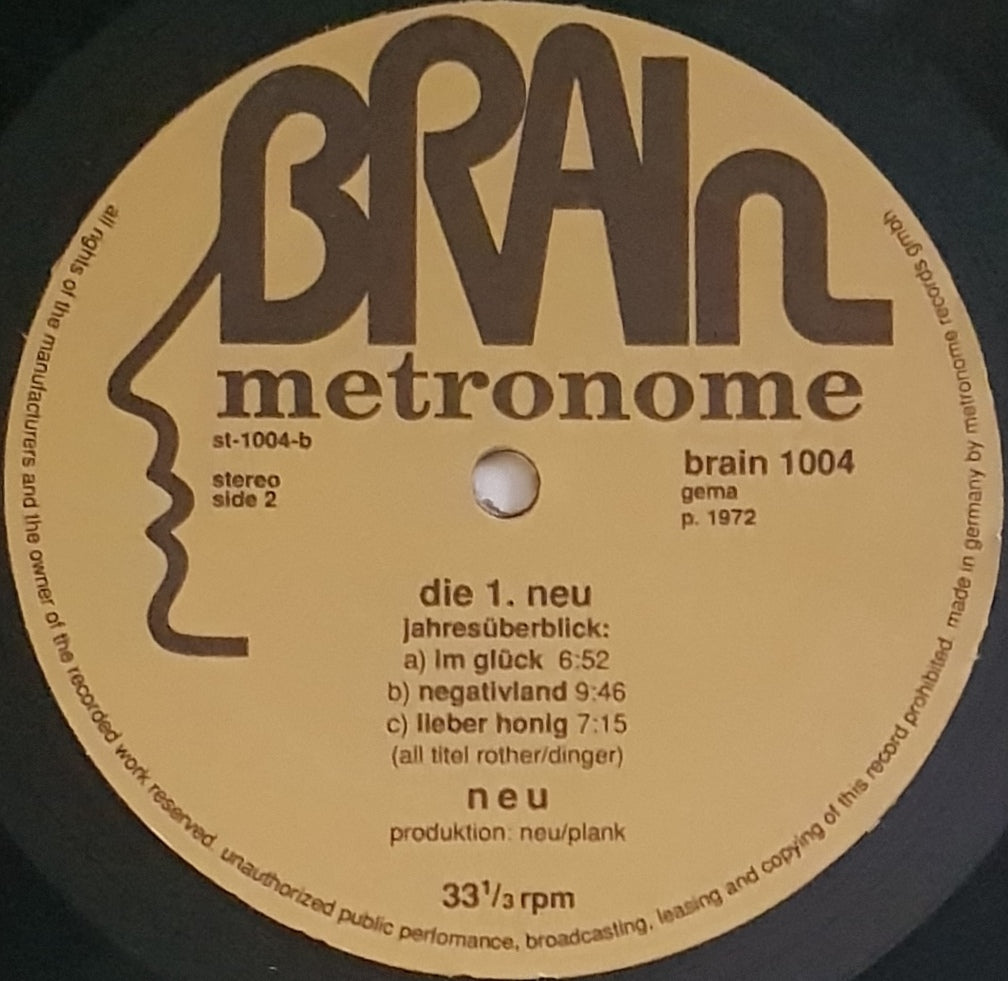 BRAIn
metronome
st-1004-b
stereo
side 2
brain 1004
gema
p. 1972
die 1. neu
jahresüberblick:
a) im glück 6:52
b) negativland 9:46
c) lieber honig 7:15
(all titel rother/dinger)
neu
produktion: neu/plank
33 1/3 rpm
all rights of the manufacturers and the owner of the recorded work reserved. unauthorized public perfomance, broadcasting, leasing and copying of this record prohibited. made in germany by metronome records gmbh